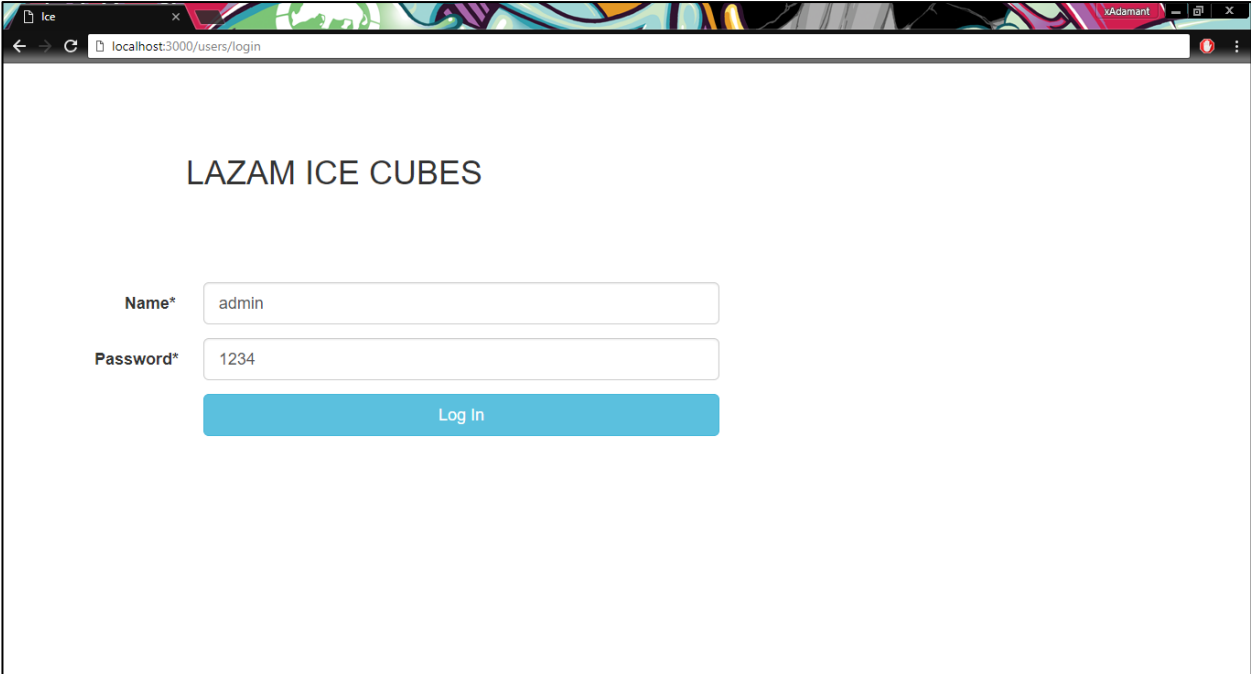 Ice
xAdamant
localhost:3000/users/login
LAZAM ICE CUBES
Name* admin
Password* 1234
Log In